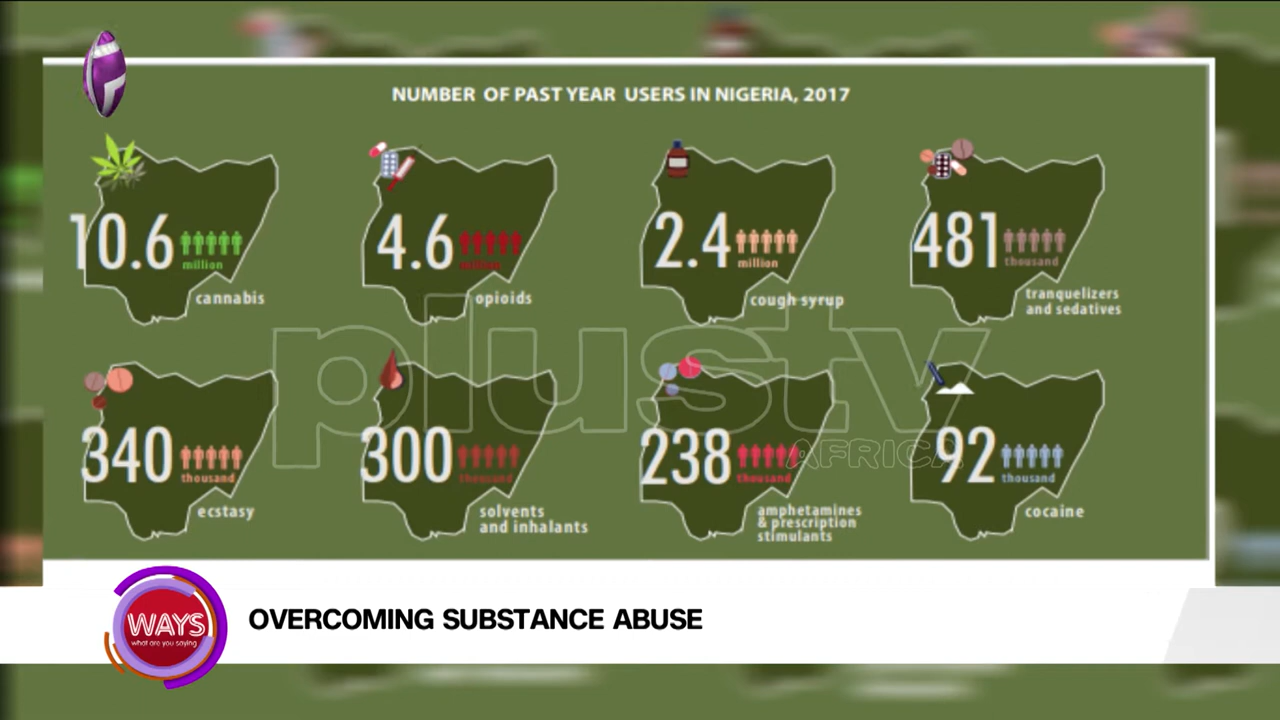 NUMBER OF PAST YEAR USERS IN NIGERIA, 2017
10.6
million
cannabis
4.6
million
opioids
2.4
million
cough syrup
481
thousand
tranquelizers
and sedatives
340
thousand
ecstasy
300
thousand
solvents
and inhalants
238
thousand
amphetamines
& prescription
stimulants
92
thousand
cocaine
plustv
AFRICA
WAYS
what are you saying
OVERCOMING SUBSTANCE ABUSE